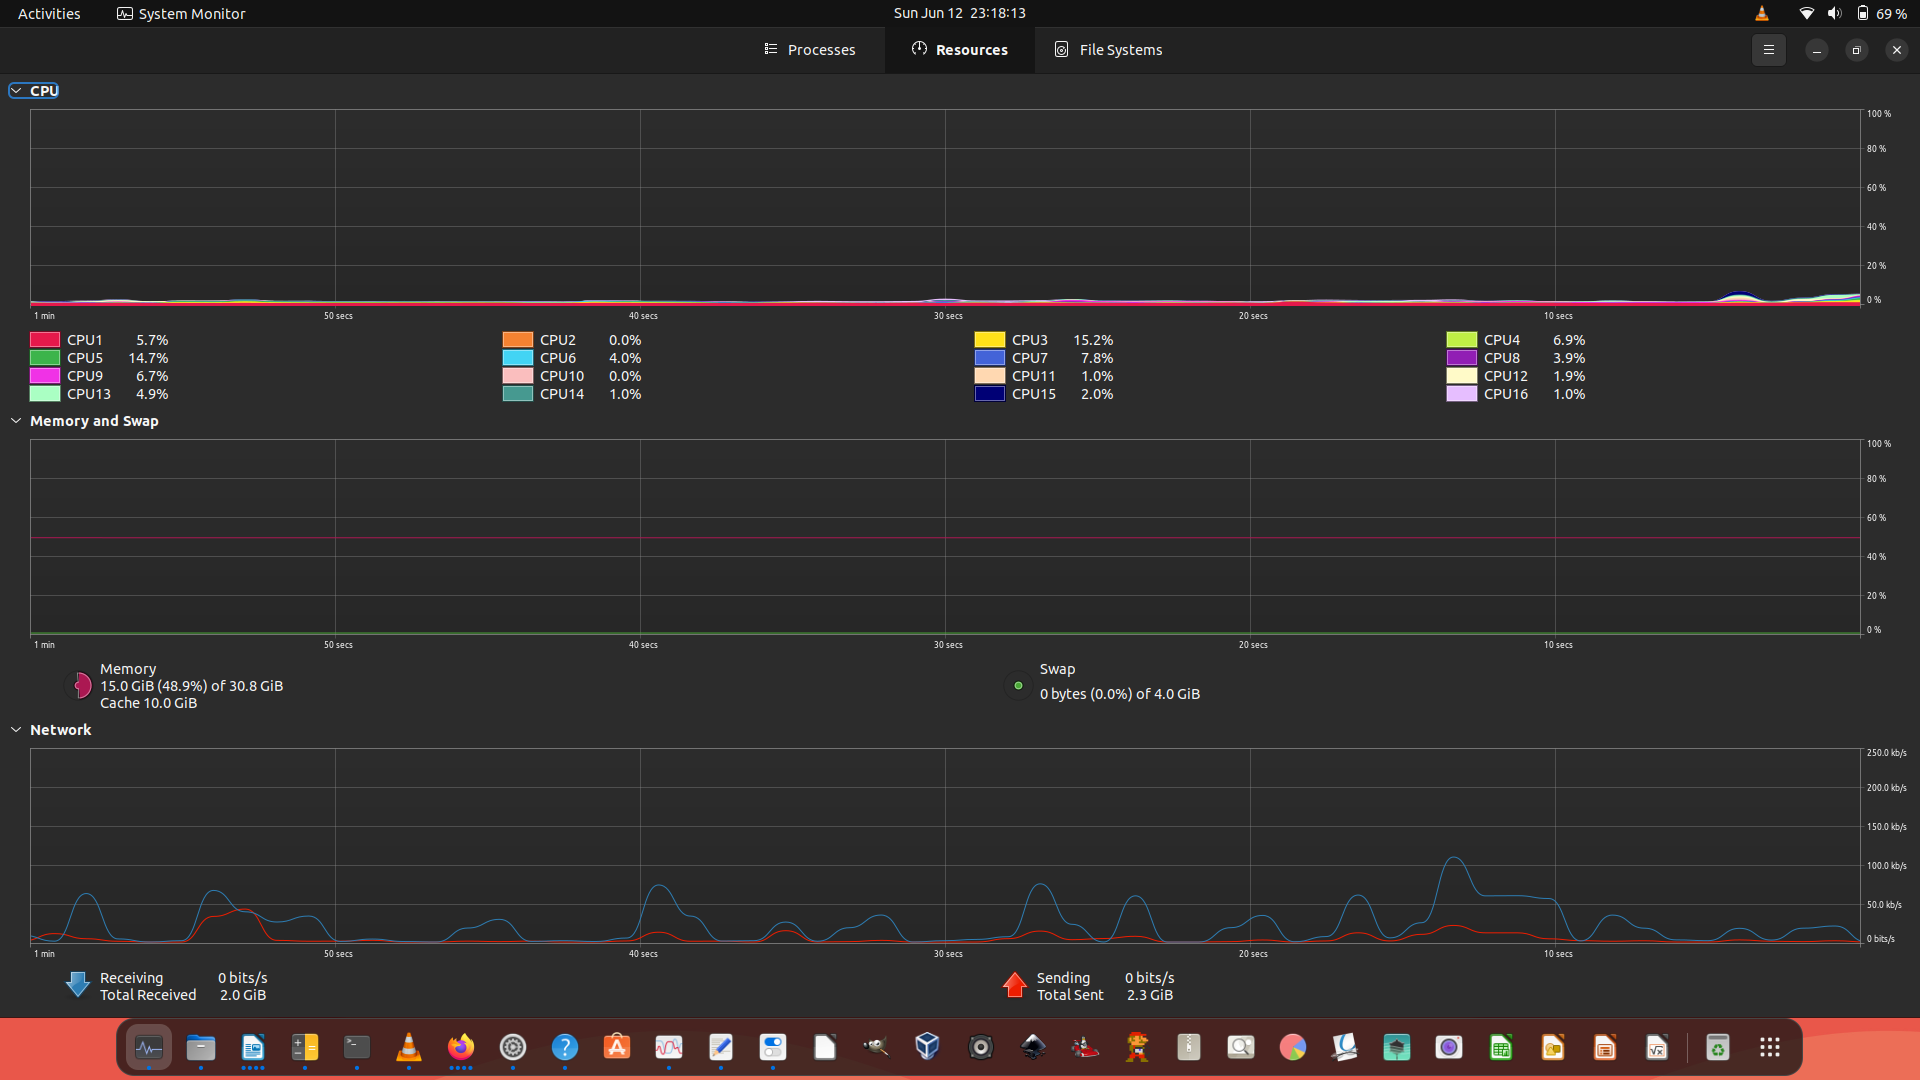 Activities System Monitor Sun Jun 12 23:18:13 69 %
Processes Resources File Systems
CPU
100 %
80 %
60 %
40 %
20 %
0 %
1 min 50 secs 40 secs 30 secs 20 secs 10 secs
CPU1 5.7% CPU2 0.0% CPU3 15.2% CPU4 6.9%
CPU5 14.7% CPU6 4.0% CPU7 7.8% CPU8 3.9%
CPU9 6.7% CPU10 0.0% CPU11 1.0% CPU12 1.9%
CPU13 4.9% CPU14 1.0% CPU15 2.0% CPU16 1.0%
Memory and Swap
100 %
80 %
60 %
40 %
20 %
0 %
1 min 50 secs 40 secs 30 secs 20 secs 10 secs
Memory Swap
15.0 GiB (48.9%) of 30.8 GiB 0 bytes (0.0%) of 4.0 GiB
Cache 10.0 GiB
Network
250.0 kb/s
200.0 kb/s
150.0 kb/s
100.0 kb/s
50.0 kb/s
0 bits/s
1 min 50 secs 40 secs 30 secs 20 secs 10 secs
Receiving 0 bits/s Sending 0 bits/s
Total Received 2.0 GiB Total Sent 2.3 GiB